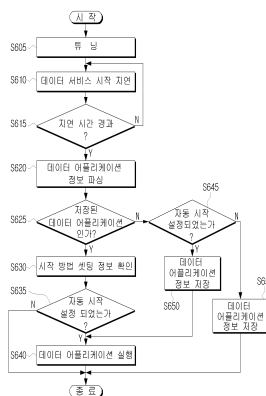 시 작
S605
튜 닝
S610
데이터 서비스 시작 지연
S615
지연 시간 경과
?
N
Y
S620
데이터 어플리케이션
정보 파싱
S645
S625
저장된
데이터 어플리케이션
인가?
N
자동 시작
설정되었는가
?
N
Y
Y
S630
시작 방법 셋팅 정보 확인
데이터
어플리케이션
정보 저장
S650
S635
N
자동 시작
설정 되었는가
?
Y
데이터
어플리케이션
정보 저장
S640
데이터 어플리케이션 실행
종 료